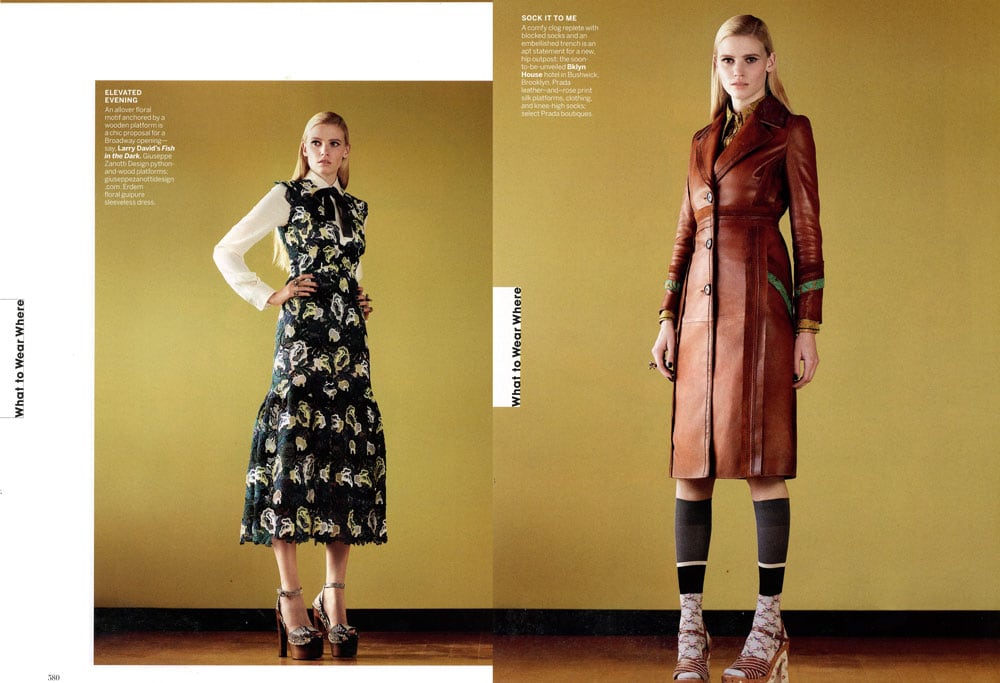 ELEVATED
EVENING
An allover floral
motif anchored by a
wooden platform is
a chic proposal for a
Broadway opening—
say, Larry David's Fish
in the Dark. Giuseppe
Zanotti Design python-
and-wood platforms;
giuseppezanottidesign
.com. Erdem
floral guipure
sleeveless dress.
What to Wear Where
580
SOCK IT TO ME
A comfy clog replete with
blocked socks and an
embellished trench is an
apt statement for a new,
hip outpost: the soon-
to-be-unveiled Bklyn
House hotel in Bushwick,
Brooklyn. Prada
leather-and-rose print
silk platforms, clothing,
and knee-high socks;
select Prada boutiques.
What to Wear Where